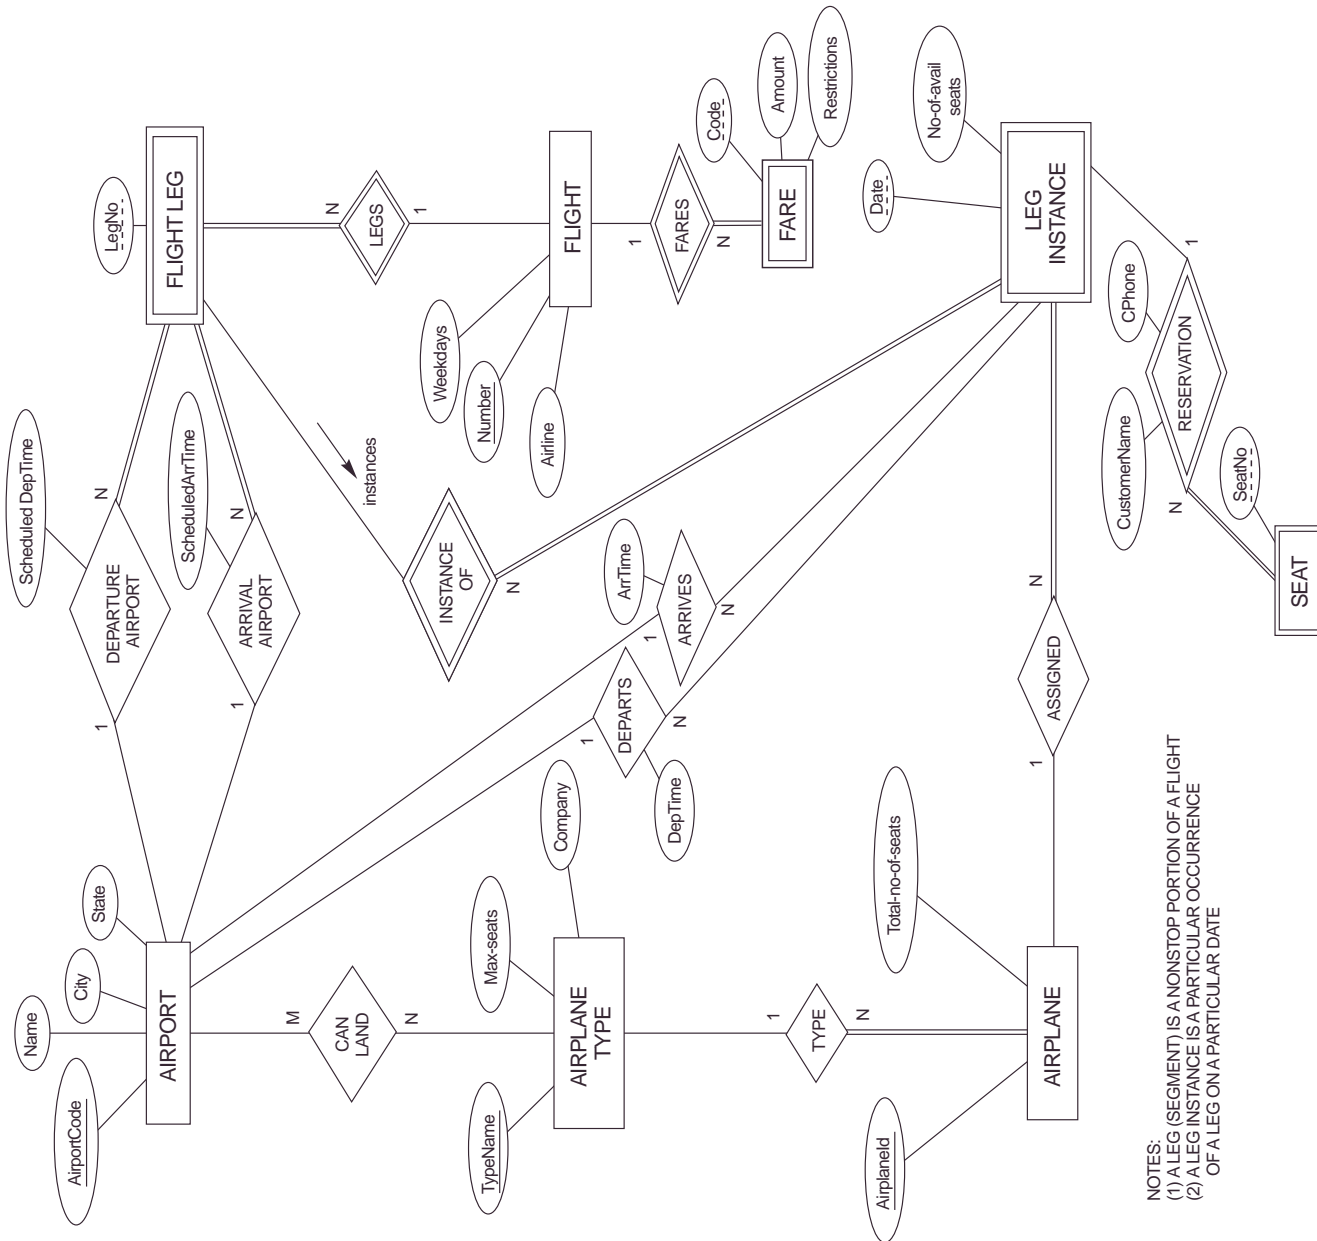 Name
City
State
AirportCode
AIRPORT
1
DEPARTURE
AIRPORT
N
Scheduled DepTime
1
ARRIVAL
AIRPORT
N
ScheduledArrTime
LegNo
FLIGHT LEG
M
CAN
LAND
N
instances
N
LEGS
1
TypeName
AIRPLANE
TYPE
Max-seats
Company
1
DEPARTS
N
DepTime
1
ARRIVES
N
ArrTime
INSTANCE
OF
N
Airline
Number
Weekdays
FLIGHT
1
FARES
N
FARE
Code
Amount
Restrictions
1
TYPE
N
AirplaneId
AIRPLANE
Total-no-of-seats
1
ASSIGNED
N
LEG
INSTANCE
Date
No-of-avail
seats
1
RESERVATION
N
CustomerName
CPhone
SeatNo
SEAT
NOTES:
(1) A LEG (SEGMENT) IS A NONSTOP PORTION OF A FLIGHT
(2) A LEG INSTANCE IS A PARTICULAR OCCURRENCE
OF A LEG ON A PARTICULAR DATE